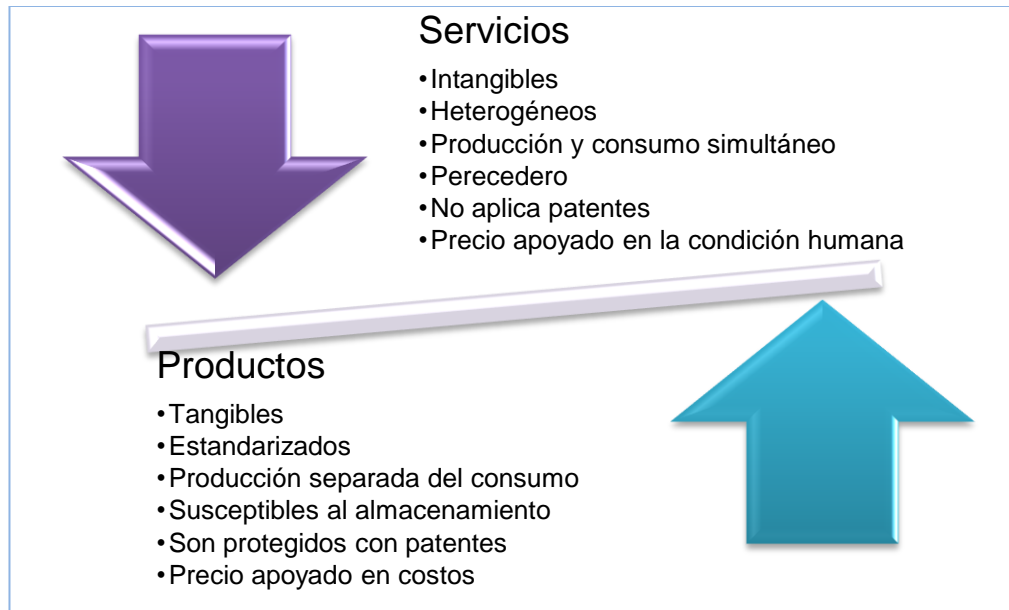 Servicios
•Intangibles
•Heterogéneos
•Producción y consumo simultáneo
•Perecedero
•No aplica patentes
•Precio apoyado en la condición humana
Productos
•Tangibles
•Estandarizados
•Producción separada del consumo
•Susceptibles al almacenamiento
•Son protegidos con patentes
•Precio apoyado en costos